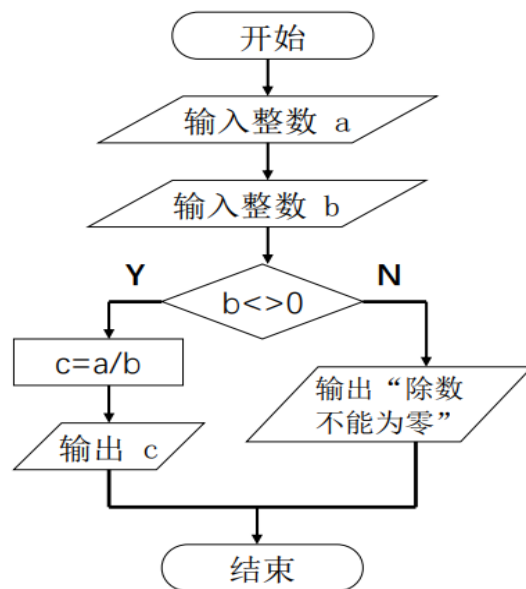 开始
输入整数 a
输入整数 b
Y
N
b<>0
c=a/b
输出 c
输出“除数
不能为零”
结束